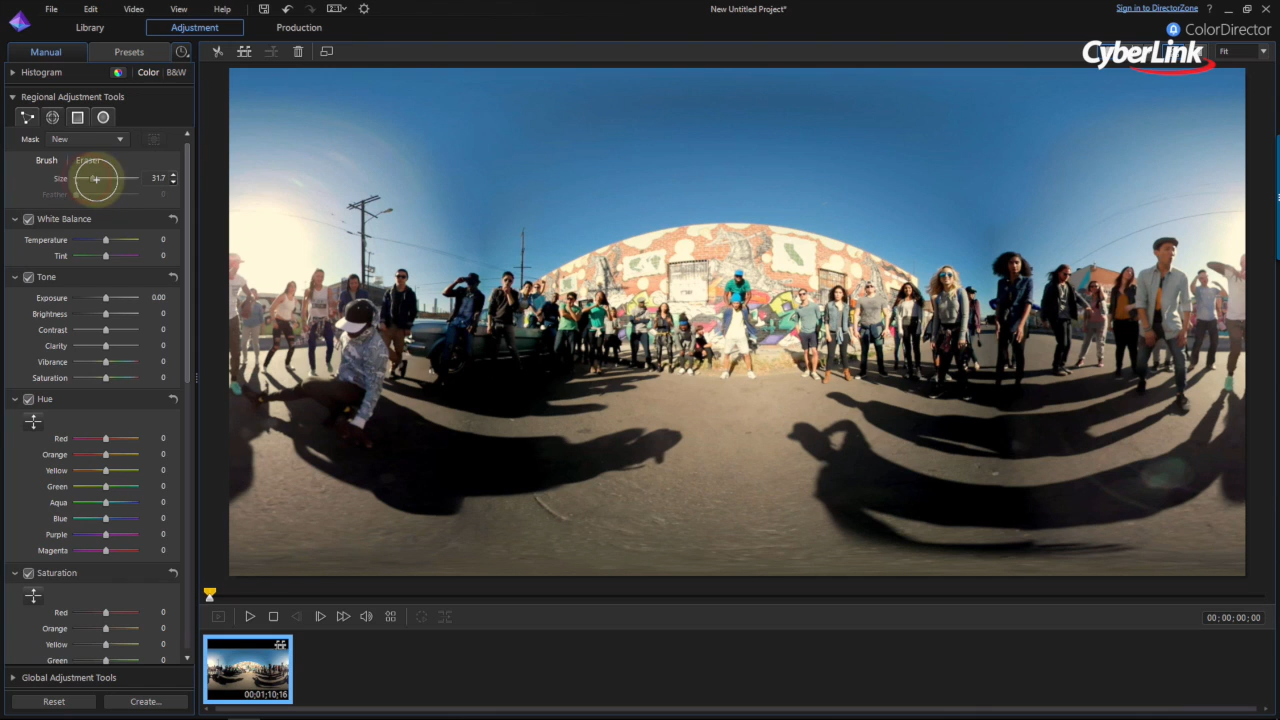 File Edit Video View Help
New Untitled Project*
Sign in to DirectorZone ?
Library Adjustment Production
ColorDirector
CyberLink
Manual Presets
Fit
Histogram Color B&W
Regional Adjustment Tools
Mask New
Brush Eraser
Size 31.7
Feather 0
White Balance
Temperature 0
Tint 0
Tone
Exposure 0.00
Brightness 0
Contrast 0
Clarity 0
Vibrance 0
Saturation 0
Hue
Red 0
Orange 0
Yellow 0
Green 0
Aqua 0
Blue 0
Purple 0
Magenta 0
Saturation
Red 0
Orange 0
Yellow 0
Green 0
00;00;00;00
00;01;10;16
Global Adjustment Tools
Reset Create...